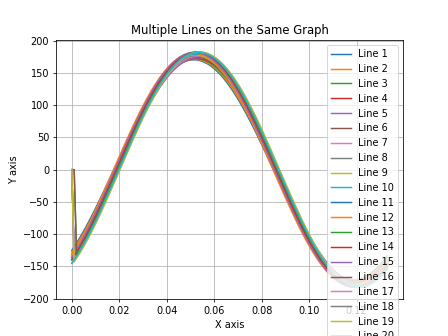 Multiple Lines on the Same Graph
Y axis
200
150
100
50
0
−50
−100
−150
−200
0.00
0.02
0.04
0.06
0.08
0.10
X axis
Line 1
Line 2
Line 3
Line 4
Line 5
Line 6
Line 7
Line 8
Line 9
Line 10
Line 11
Line 12
Line 13
Line 14
Line 15
Line 16
Line 17
Line 18
Line 19
Line 20